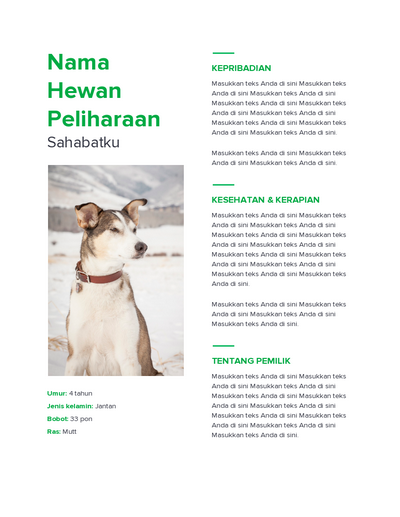 Nama
Hewan
Peliharaan
Sahabatku
Umur: 4 tahun
Jenis kelamin: Jantan
Bobot: 33 pon
Ras: Mutt
KEPRIBADIAN
Masukkan teks Anda di sini Masukkan teks
Anda di sini Masukkan teks Anda di sini
Masukkan teks Anda di sini Masukkan teks
Anda di sini Masukkan teks Anda di sini
Masukkan teks Anda di sini Masukkan teks
Anda di sini Masukkan teks Anda di sini.
Masukkan teks Anda di sini Masukkan teks
Anda di sini Masukkan teks Anda di sini.
KESEHATAN & KERAPIAN
Masukkan teks Anda di sini Masukkan teks
Anda di sini Masukkan teks Anda di sini
Masukkan teks Anda di sini Masukkan teks
Anda di sini Masukkan teks Anda di sini
Masukkan teks Anda di sini Masukkan teks
Anda di sini Masukkan teks Anda di sini
Masukkan teks Anda di sini Masukkan teks
Anda di sini.
Masukkan teks Anda di sini Masukkan teks
Anda di sini Masukkan teks Anda di sini
Masukkan teks Anda di sini.
TENTANG PEMILIK
Masukkan teks Anda di sini Masukkan teks
Anda di sini Masukkan teks Anda di sini
Masukkan teks Anda di sini Masukkan teks
Anda di sini Masukkan teks Anda di sini
Masukkan teks Anda di sini Masukkan teks
Anda di sini Masukkan teks Anda di sini
Masukkan teks Anda di sini.